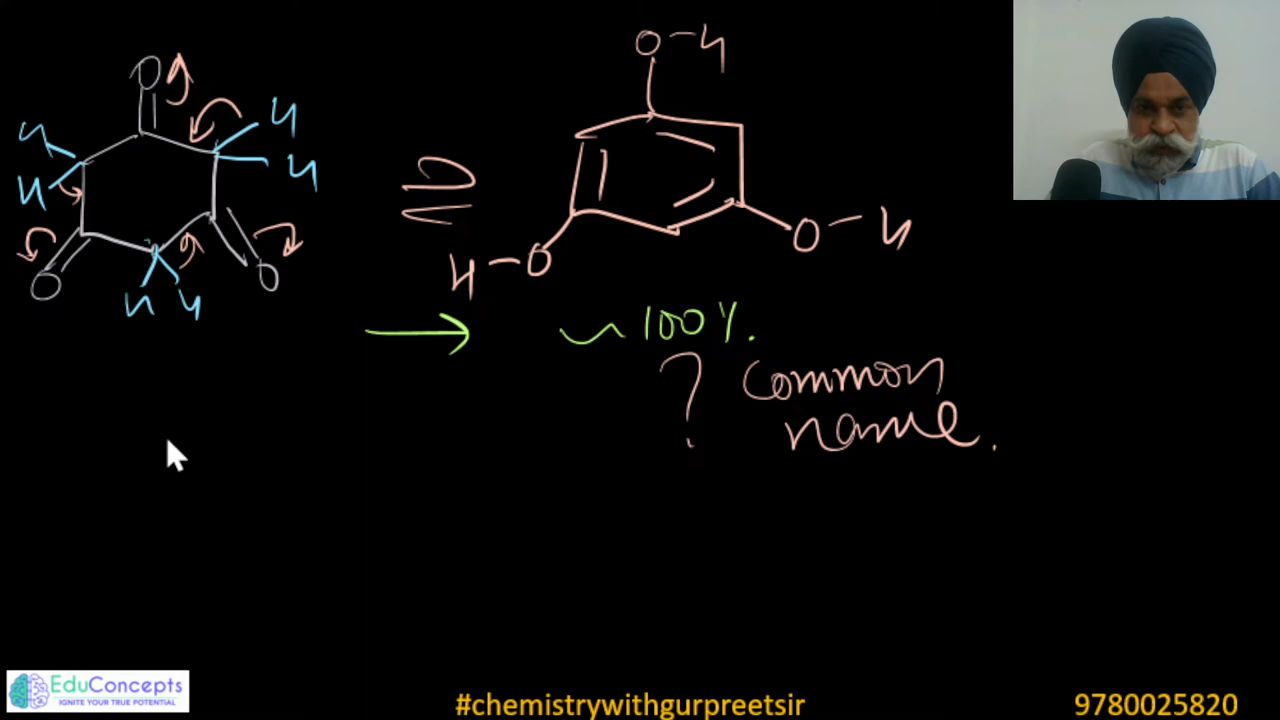 O-H
O
H
H
H
H
O
O
H H
H-O
O-H
~100%.
? common
name.
EduConcepts
IGNITE YOUR TRUE POTENTIAL
#chemistrywithgurpreetsir
9780025820